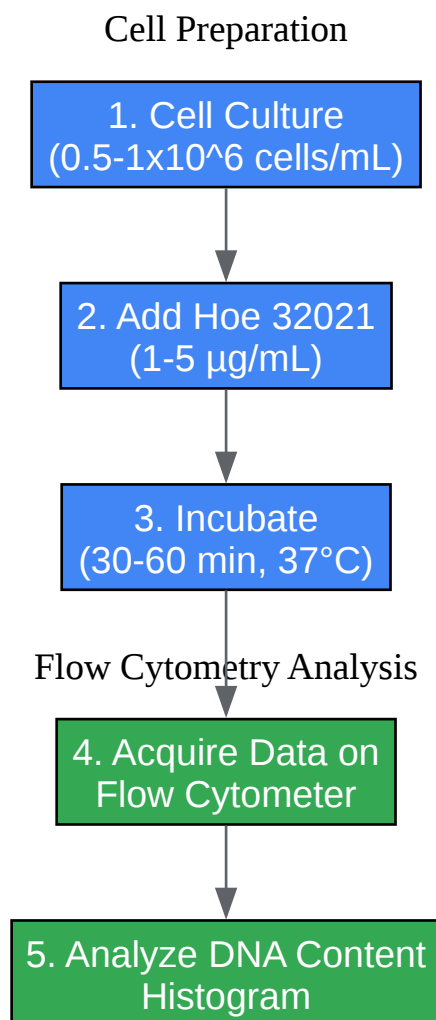 Cell Preparation
1. Cell Culture
(0.5-1x10^6 cells/mL)
2. Add Hoe 32021
(1-5 µg/mL)
3. Incubate
(30-60 min, 37°C)
Flow Cytometry Analysis
4. Acquire Data on
Flow Cytometer
5. Analyze DNA Content
Histogram